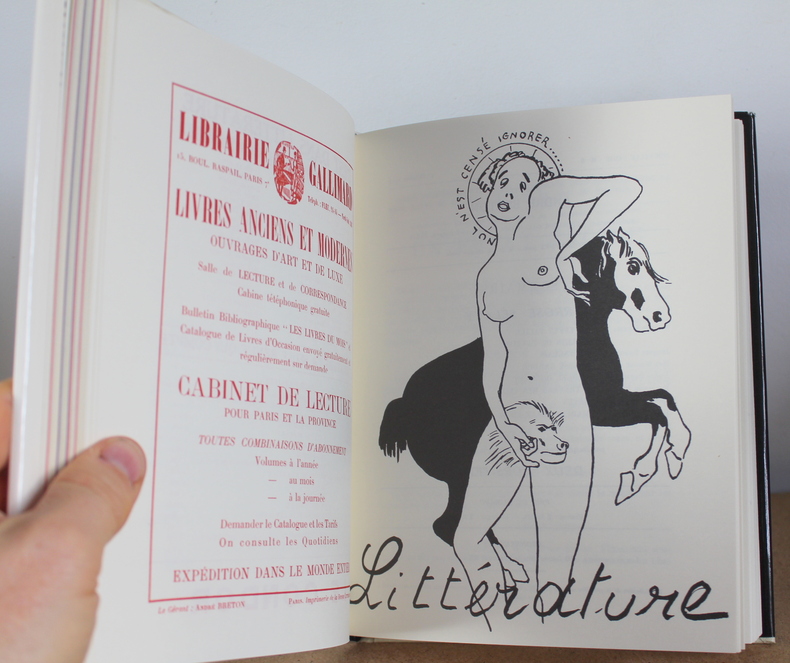 LIBRAIRIE GALLIMARD
15, BOUL. RASPAIL, PARIS - 7e
LIVRES ANCIENS ET MODERNES
OUVRAGES D'ART ET DE LUXE
Salle de LECTURE et de CORRESPONDANCE
Cabine téléphonique gratuite
Bulletin Bibliographique "LES LIVRES DU MOIS"
Catalogue de Livres d'Occasion envoyé gratuitement
régulièrement sur demande
CABINET DE LECTURE
POUR PARIS ET LA PROVINCE
TOUTES COMBINAISONS D'ABONNEMENT
Volumes à l'année
— au mois
— à la journée
Demander le Catalogue et les Tarifs
On consulte les Quotidiens
EXPÉDITION DANS LE MONDE
Le Gérant : ANDRÉ BRETON
Paris. Imprimerie
NUL N'EST CENSÉ IGNORER......
Littérature